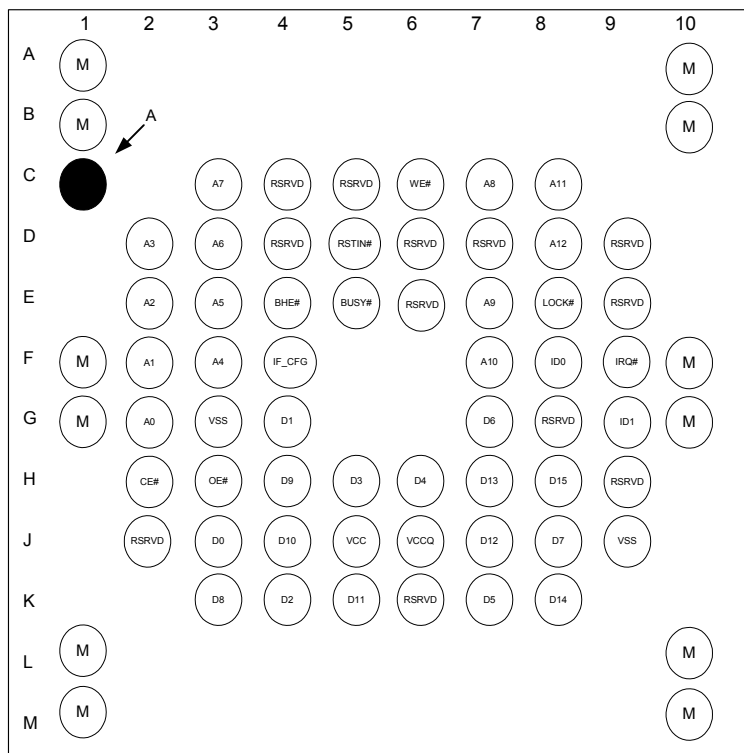 1 2 3 4 5 6 7 8 9 10
A M M
B M M
A
C A7 RSRVD RSRVD WE# A8 A11
D A3 A6 RSRVD RSTIN# RSRVD RSRVD A12 RSRVD
E A2 A5 BHE# BUSY# RSRVD A9 LOCK# RSRVD
F M A1 A4 IF_CFG A10 ID0 IRQ# M
G M A0 VSS D1 D6 RSRVD ID1 M
H CE# OE# D9 D3 D4 D13 D15 RSRVD
J RSRVD D0 D10 VCC VCCQ D12 D7 VSS
K D8 D2 D11 RSRVD D5 D14
L M M
M M M